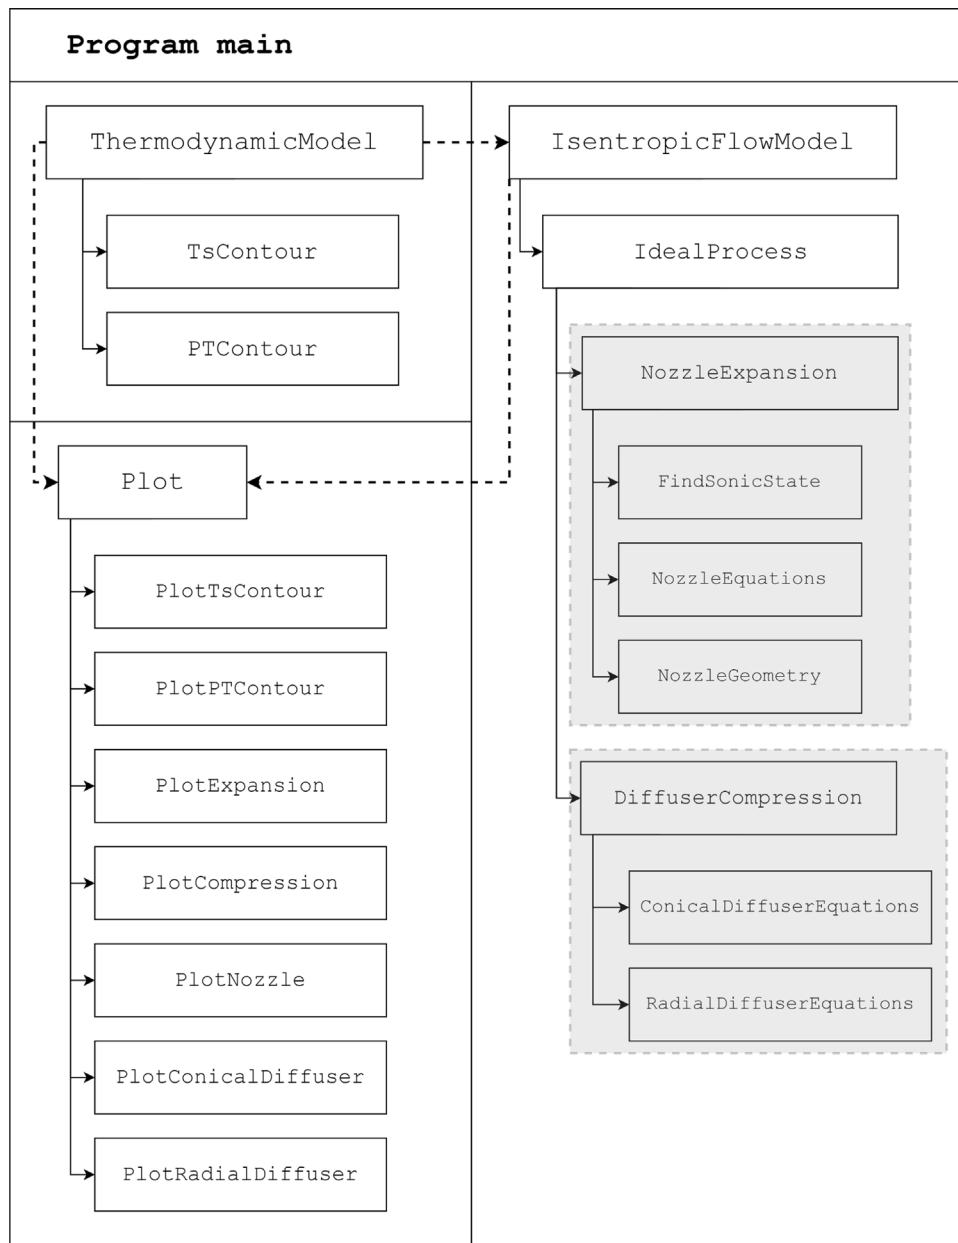 Program main
ThermodynamicModel
TsContour
PTContour
IsentropicFlowModel
IdealProcess
NozzleExpansion
FindSonicState
NozzleEquations
NozzleGeometry
DiffuserCompression
ConicalDiffuserEquations
RadialDiffuserEquations
Plot
PlotTsContour
PlotPTContour
PlotExpansion
PlotCompression
PlotNozzle
PlotConicalDiffuser
PlotRadialDiffuser